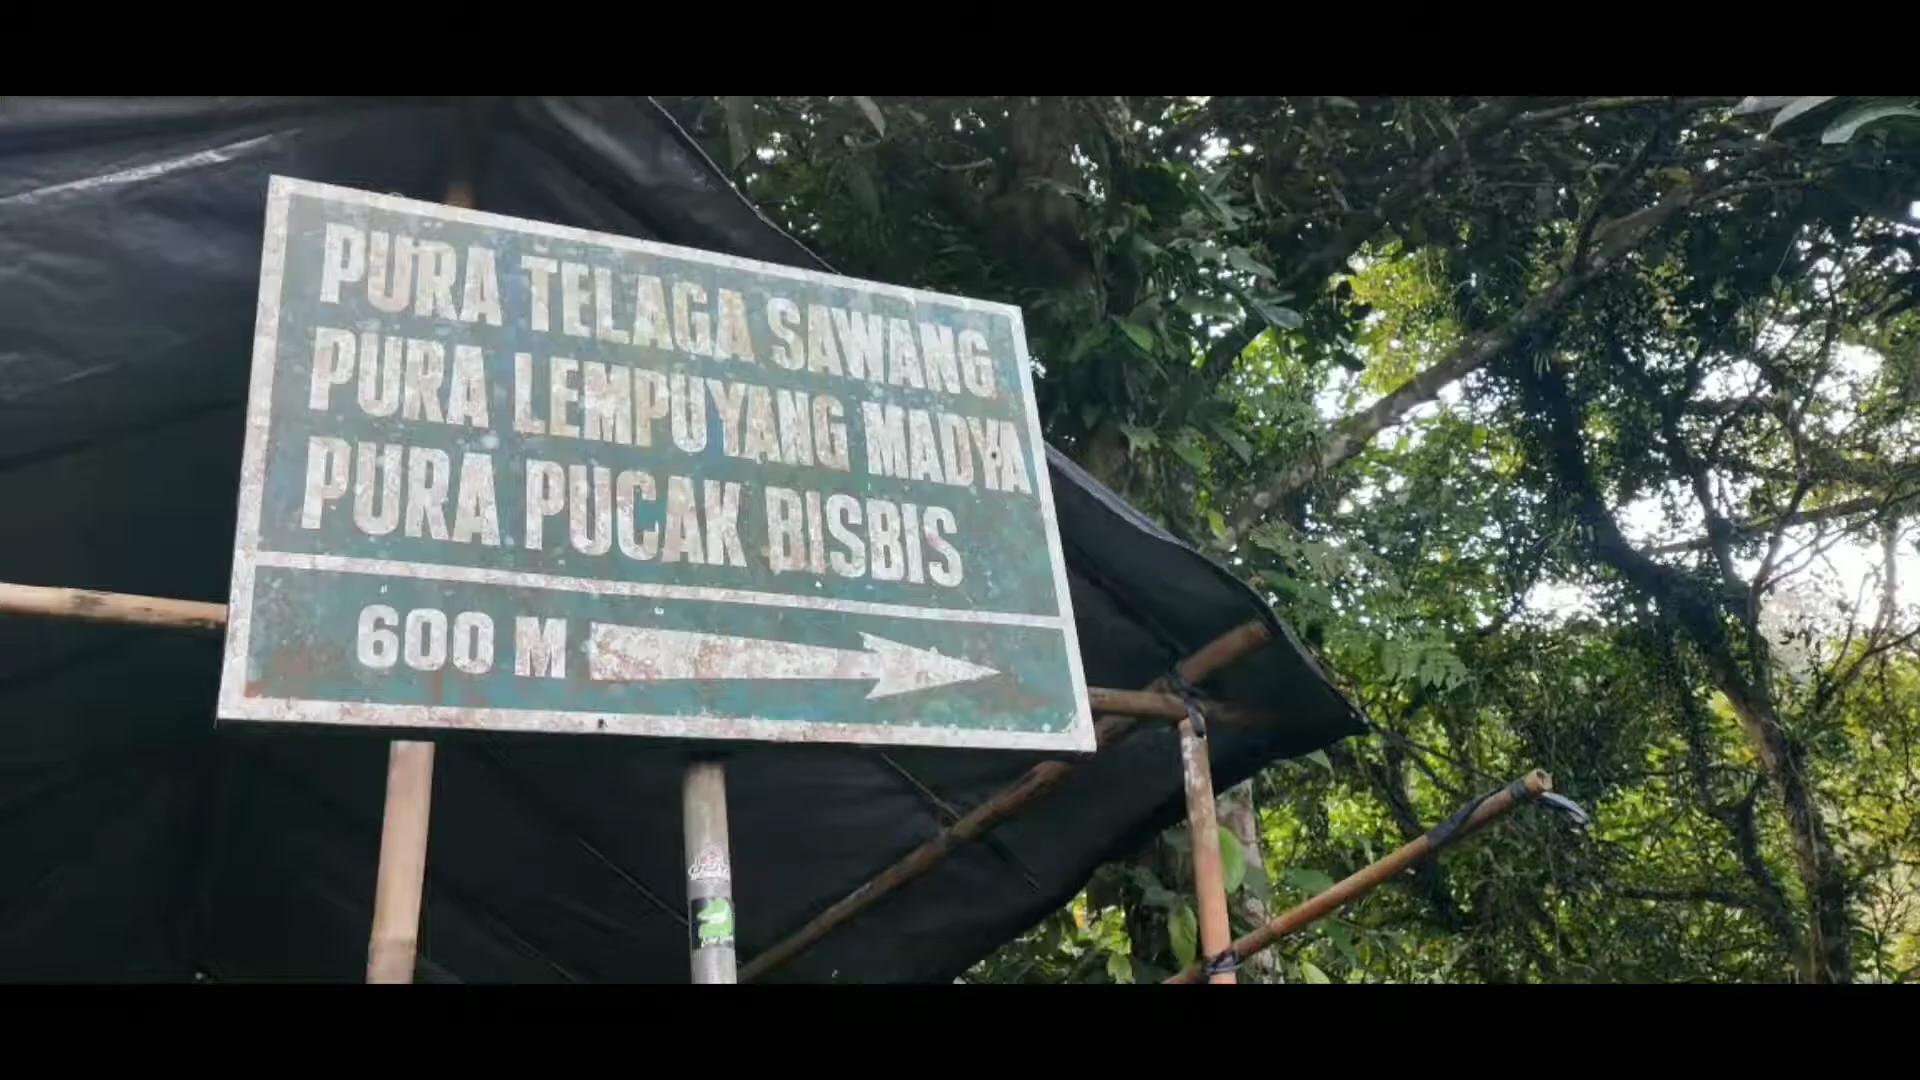 PURA TELAGA SAWANG
PURA LEMPUYANG MADYA
PURA PUCAK BISBIS
600 M